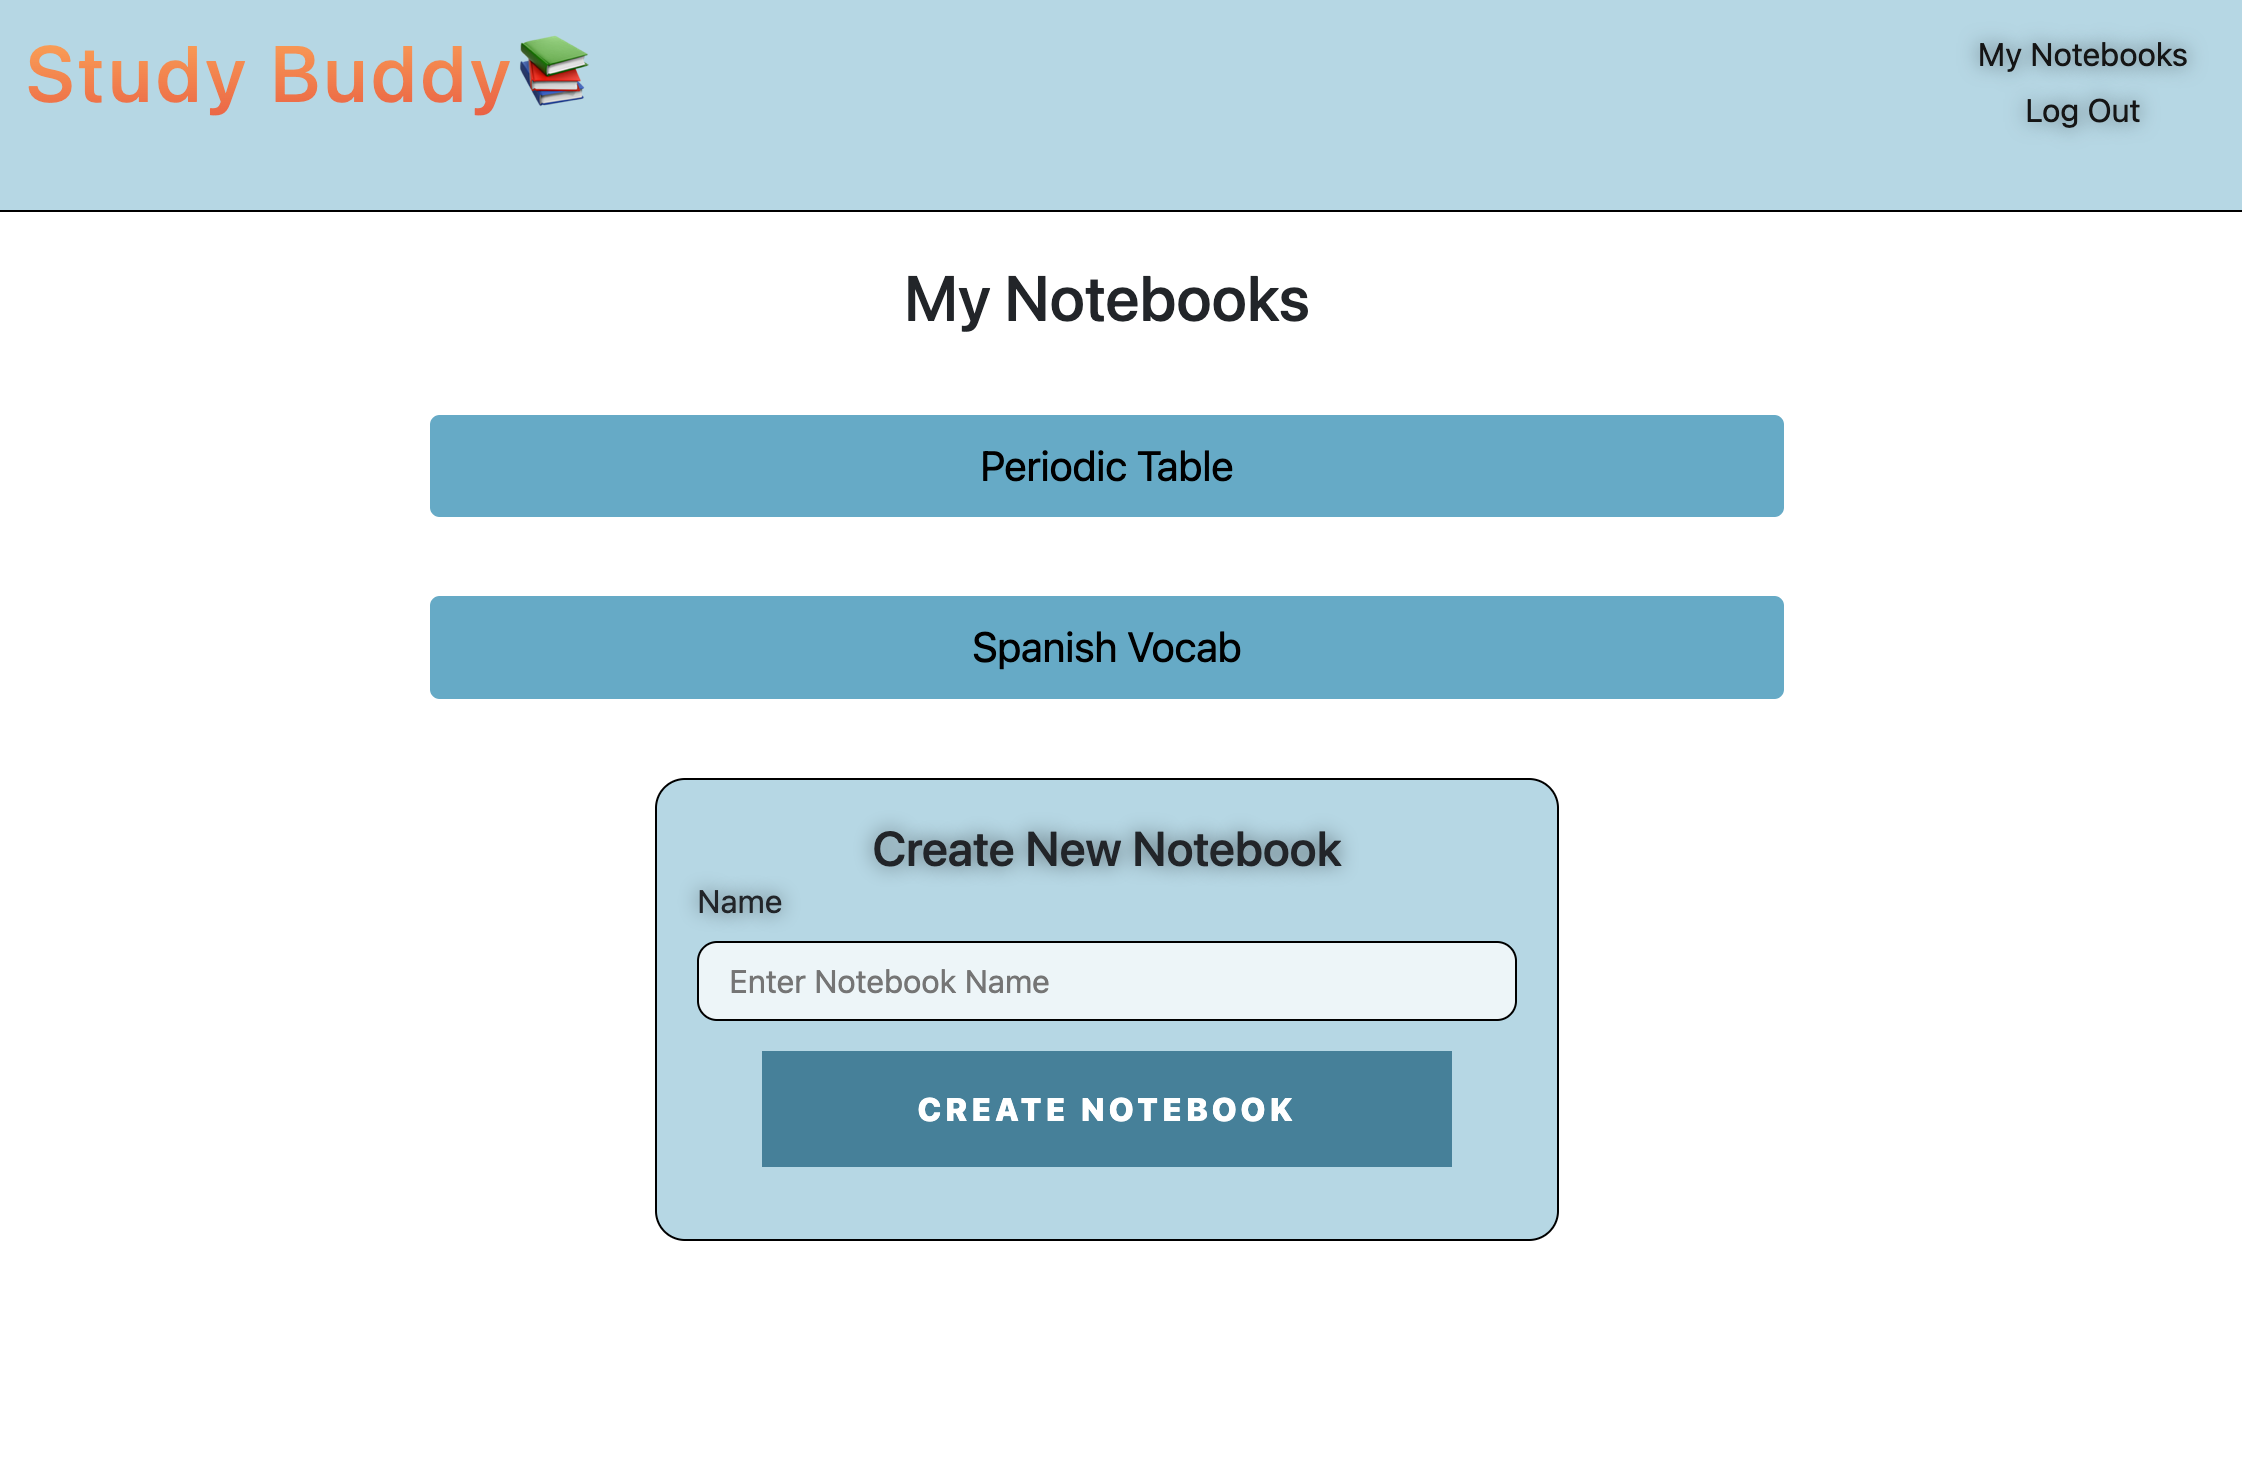 Study Buddy📚
My Notebooks
Log Out
My Notebooks
Periodic Table
Spanish Vocab
Create New Notebook
Name
Enter Notebook Name
CREATE NOTEBOOK